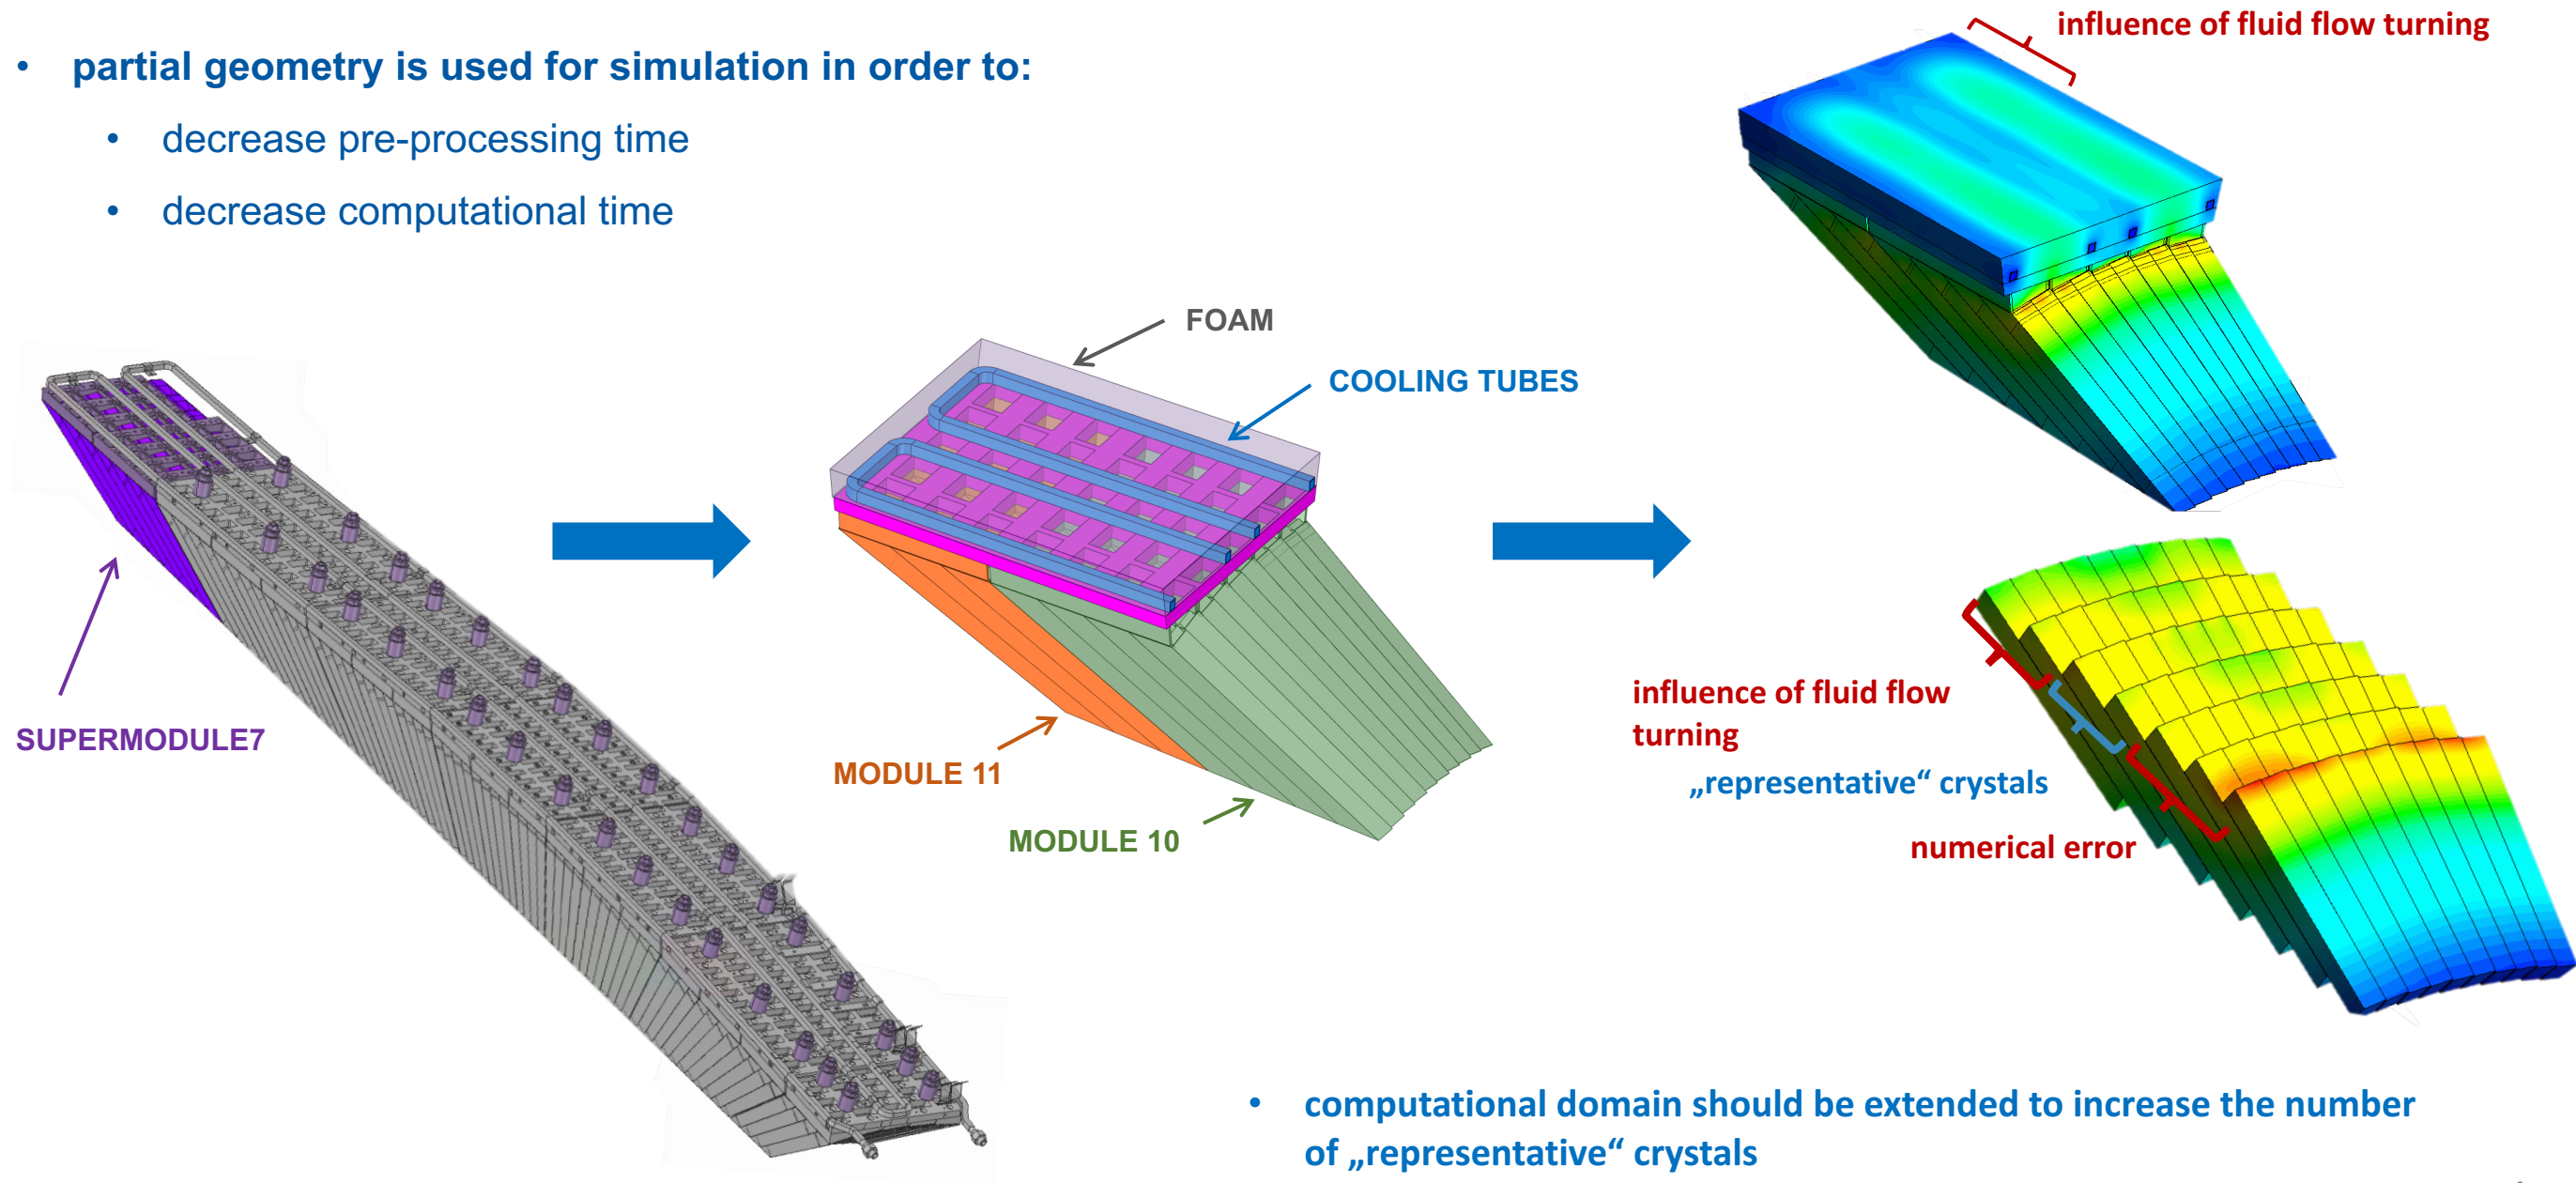 • partial geometry is used for simulation in order to:
• decrease pre-processing time
• decrease computational time
influence of fluid flow turning
FOAM
COOLING TUBES
SUPERMODULE7
MODULE 11
MODULE 10
influence of fluid flow
turning
„representative“ crystals
numerical error
• computational domain should be extended to increase the number
of „representative“ crystals